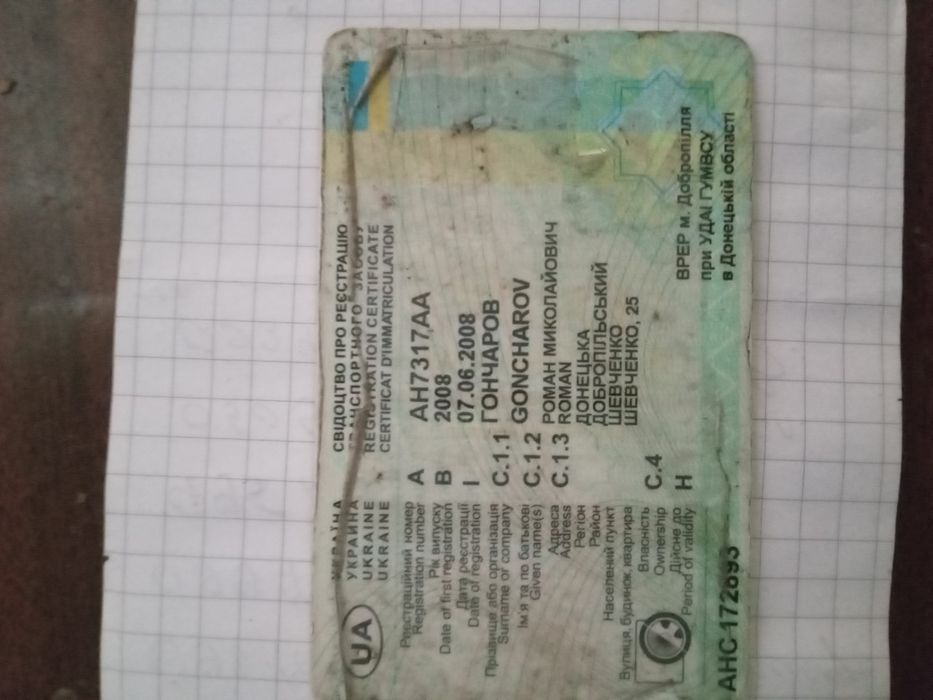 УКРАЇНА СВІДОЦТВО ПРО РЕЄСТРАЦІЮ
УКРАИНА ТРАНСПОРТНОГО ЗАСОБУ
UKRAINE REGISTRATION CERTIFICATE
UKRAINE CERTIFICAT D'IMMATRICULATION
UA
Реєстраційний номер
Registration number A АН7317АА
Рік випуску
Date of first registration B 2008
Дата реєстрації
Date of registration I 07.06.2008
Прізвище або організація C.1.1 ГОНЧАРОВ
Surname or company
Ім'я та по батькові C.1.2 GONCHAROV
Given name(s)
C.1.3 РОМАН МИКОЛАЙОВИЧ
Адреса ROMAN
Address
Регіон ДОНЕЦЬКА
Район ДОБРОПІЛЬСЬКИЙ
Населений пункт ШЕВЧЕНКО
Вулиця, будинок, квартира ШЕВЧЕНКО, 25
Власність C.4
Ownership
Дійсне до H
Period of validity
ВРЕР м. Добропілля
при УДАІ ГУМВСУ
в Донецькій області
АНС 172693